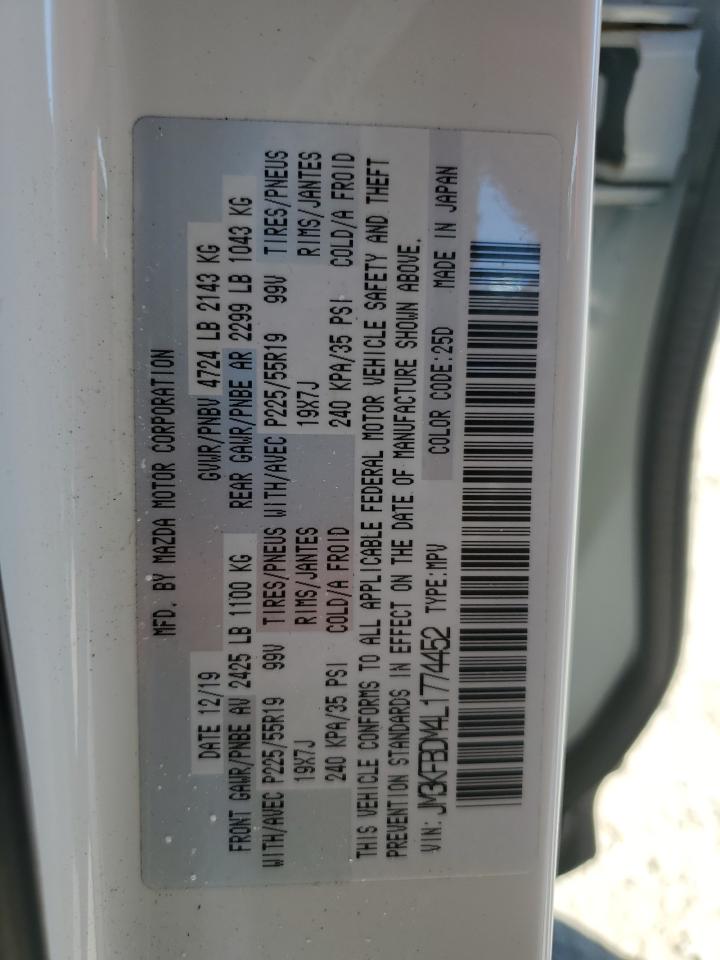 MFD. BY MAZDA MOTOR CORPORATION
DATE 12/19 GVWR/PNBV 4724 LB 2143 KG
FRONT GAWR/PNBE AV 2425 LB 1100 KG REAR GAWR/PNBE AR 2299 LB 1043 KG
WITH/AVEC P225/55R19 99V TIRES/PNEUS WITH/AVEC P225/55R19 99V TIRES/PNEUS
19X7J RIMS/JANTES 19X7J RIMS/JANTES
240 KPA/35 PSI COLD/A FROID 240 KPA/35 PSI COLD/A FROID
THIS VEHICLE CONFORMS TO ALL APPLICABLE FEDERAL MOTOR VEHICLE SAFETY AND THEFT
PREVENTION STANDARDS IN EFFECT ON THE DATE OF MANUFACTURE SHOWN ABOVE.
VIN: JM3KFBDM4L1774452 TYPE:MPV COLOR CODE:25D MADE IN JAPAN